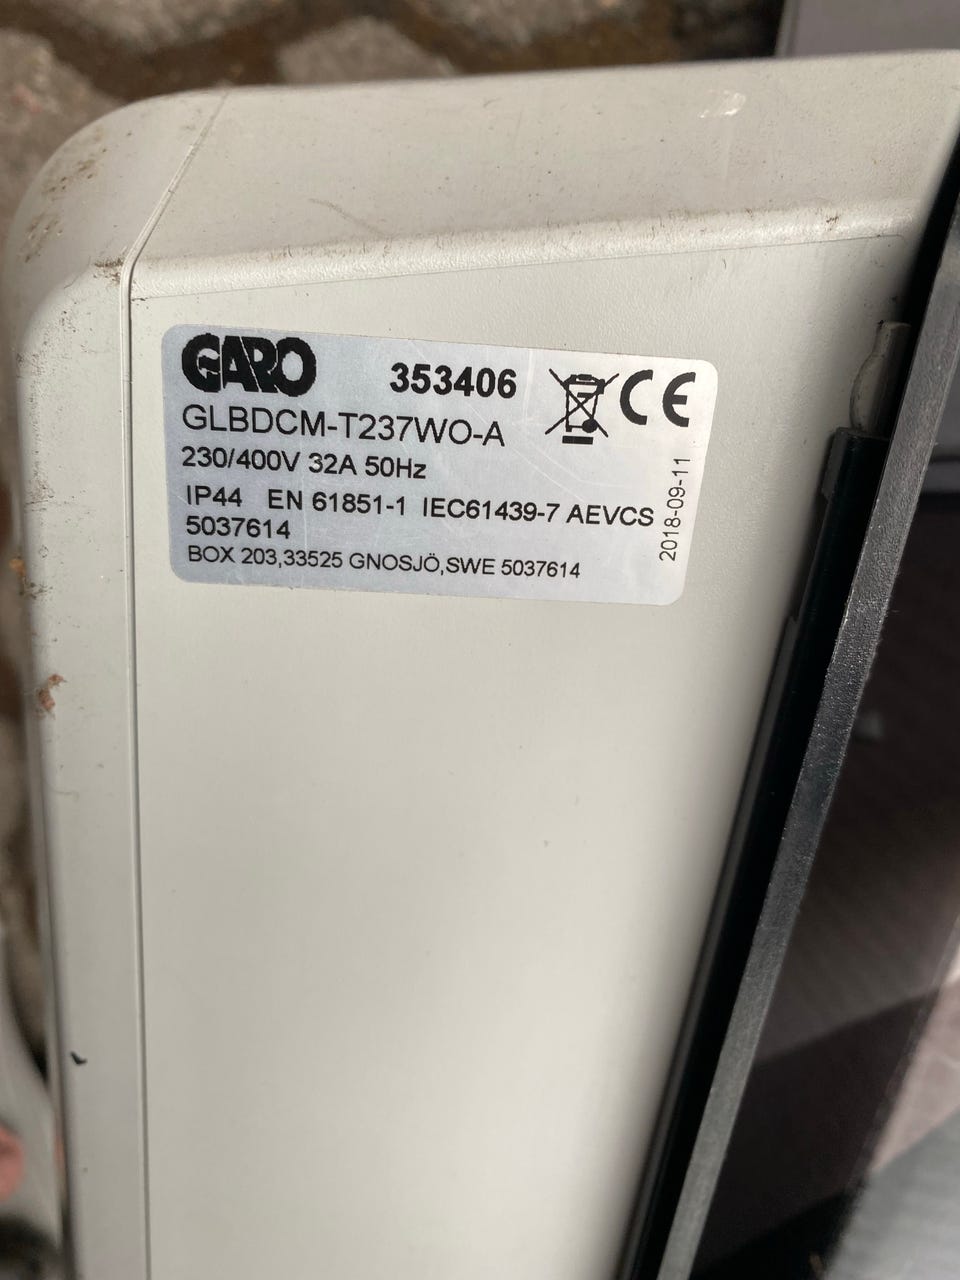 GARO 353406 CE
GLBDCM-T237WO-A
230/400V 32A 50Hz
IP44 EN 61851-1 IEC61439-7 AEVCS
5037614
BOX 203,33525 GNOSJÖ,SWE 5037614
2018-09-11